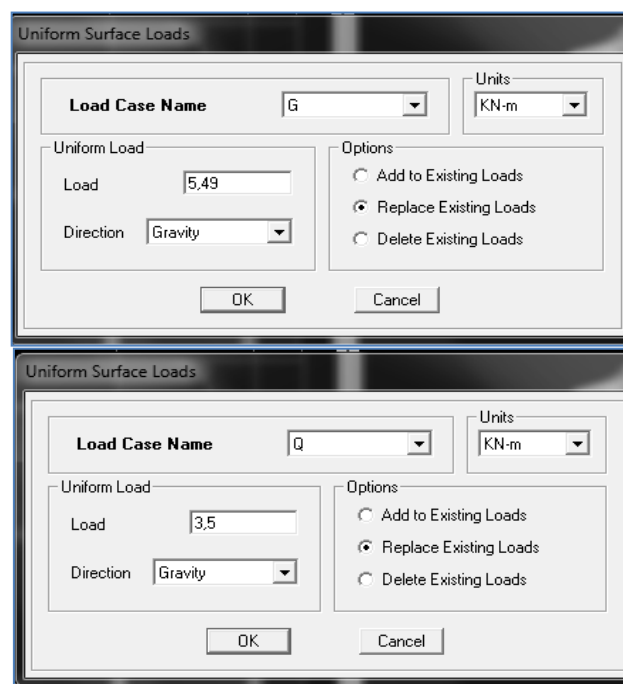 Uniform Surface Loads
Units
Load Case Name G KN-m
Uniform Load Options
Load 5,49 Add to Existing Loads
Replace Existing Loads
Direction Gravity Delete Existing Loads
OK Cancel
Uniform Surface Loads
Units
Load Case Name Q KN-m
Uniform Load Options
Load 3,5 Add to Existing Loads
Replace Existing Loads
Direction Gravity Delete Existing Loads
OK Cancel